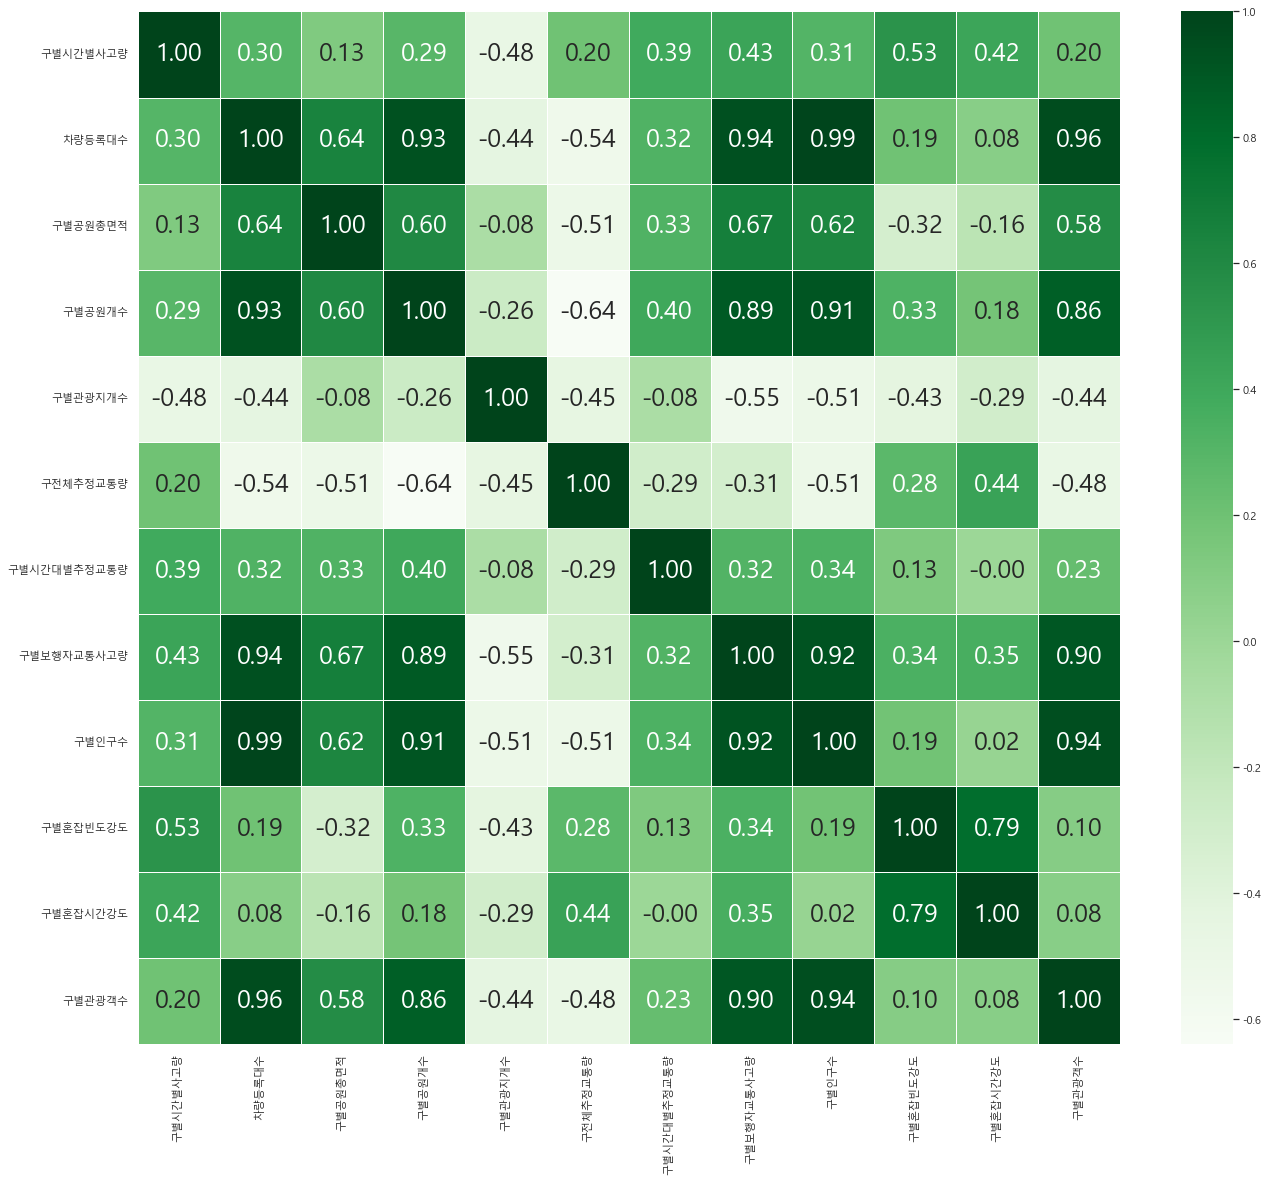 구별시간별사고량 1.00 0.30 0.13 0.29 -0.48 0.20 0.39 0.43 0.31 0.53 0.42 0.20
차량등록대수 0.30 1.00 0.64 0.93 -0.44 -0.54 0.32 0.94 0.99 0.19 0.08 0.96
구별공원총면적 0.13 0.64 1.00 0.60 -0.08 -0.51 0.33 0.67 0.62 -0.32 -0.16 0.58
구별공원개수 0.29 0.93 0.60 1.00 -0.26 -0.64 0.40 0.89 0.91 0.33 0.18 0.86
구별관광지개수 -0.48 -0.44 -0.08 -0.26 1.00 -0.45 -0.08 -0.55 -0.51 -0.43 -0.29 -0.44
구전체추정교통량 0.20 -0.54 -0.51 -0.64 -0.45 1.00 -0.29 -0.31 -0.51 0.28 0.44 -0.48
구별시간대별추정교통량 0.39 0.32 0.33 0.40 -0.08 -0.29 1.00 0.32 0.34 0.13 -0.00 0.23
구별보행자교통사고량 0.43 0.94 0.67 0.89 -0.55 -0.31 0.32 1.00 0.92 0.34 0.35 0.90
구별인구수 0.31 0.99 0.62 0.91 -0.51 -0.51 0.34 0.92 1.00 0.19 0.02 0.94
구별혼잡빈도강도 0.53 0.19 -0.32 0.33 -0.43 0.28 0.13 0.34 0.19 1.00 0.79 0.10
구별혼잡시간강도 0.42 0.08 -0.16 0.18 -0.29 0.44 -0.00 0.35 0.02 0.79 1.00 0.08
구별관광객수 0.20 0.96 0.58 0.86 -0.44 -0.48 0.23 0.90 0.94 0.10 0.08 1.00
구별시간별사고량
차량등록대수
구별공원총면적
구별공원개수
구별관광지개수
구전체추정교통량
구별시간대별추정교통량
구별보행자교통사고량
구별인구수
구별혼잡빈도강도
구별혼잡시간강도
구별관광객수
1.0
0.8
0.6
0.4
0.2
0.0
-0.2
-0.4
-0.6